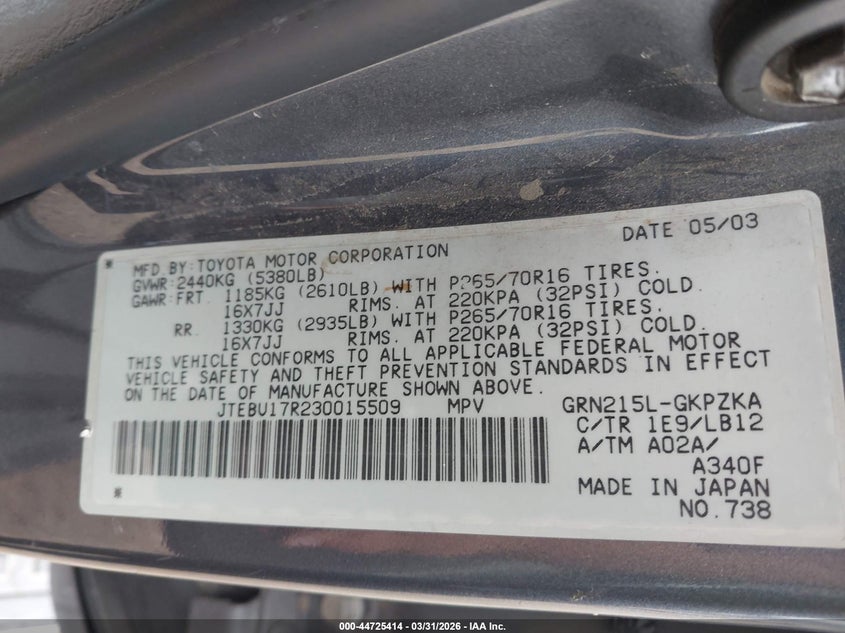 DATE 05/03
MFD.BY:TOYOTA MOTOR CORPORATION
GVWR:2440KG (5380LB)
GAWR:FRT. 1185KG (2610LB) WITH P265/70R16 TIRES.
16X7JJ RIMS. AT 220KPA (32PSI) COLD.
RR. 1330KG (2935LB) WITH P265/70R16 TIRES.
16X7JJ RIMS. AT 220KPA (32PSI) COLD.
THIS VEHICLE CONFORMS TO ALL APPLICABLE FEDERAL MOTOR
VEHICLE SAFETY AND THEFT PREVENTION STANDARDS IN EFFECT
ON THE DATE OF MANUFACTURE SHOWN ABOVE.
JTEBU17R230015509 MPV GRN215L-GKPZKA
C/TR 1E9/LB12
A/TM A02A/
A340F
MADE IN JAPAN
NO.738
000-44725414 - 03/31/2026 - IAA Inc.